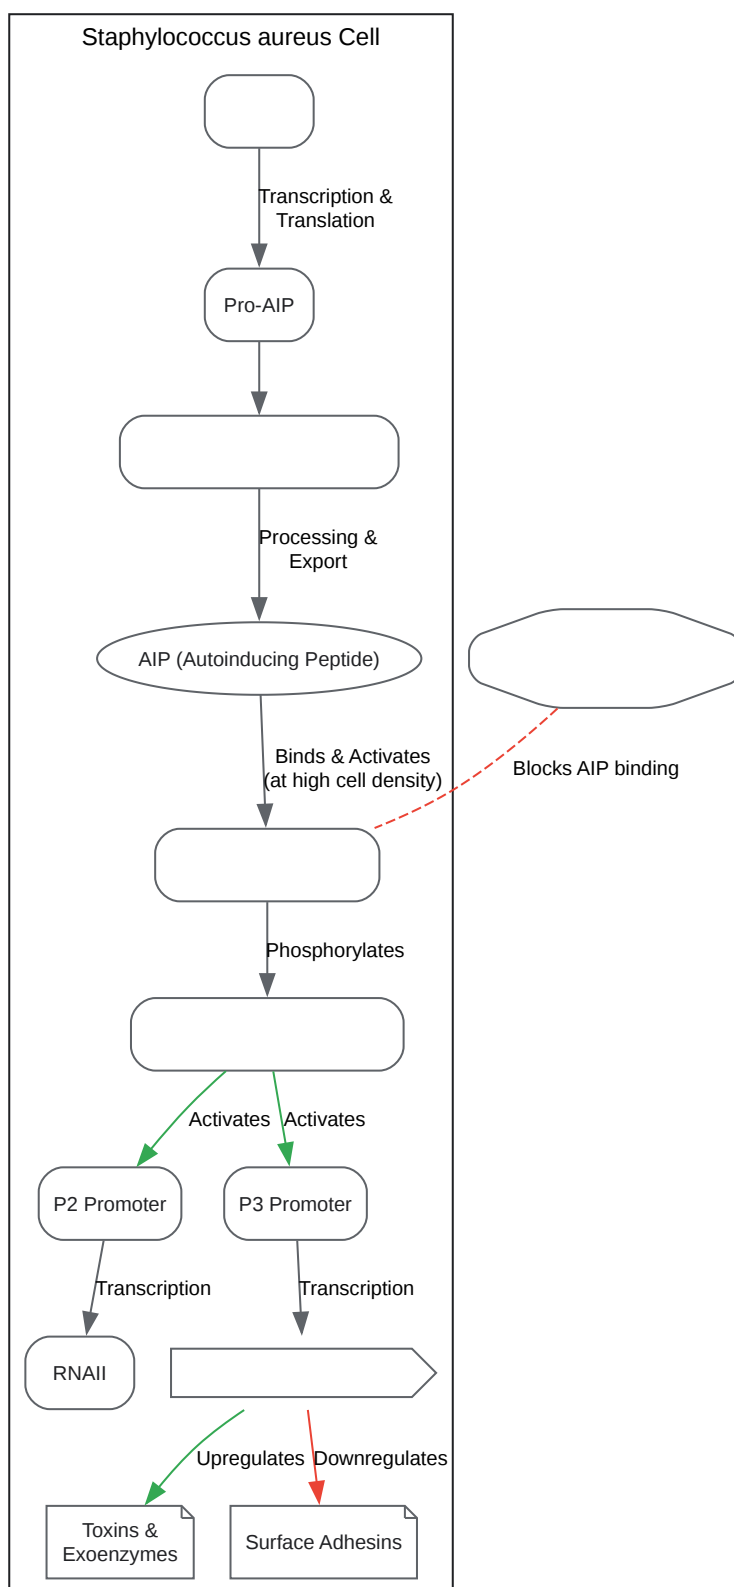 Staphylococcus aureus Cell
Transcription &
Translation
Pro-AIP
Processing &
Export
AIP (Autoinducing Peptide)
Binds & Activates
(at high cell density)
Blocks AIP binding
Phosphorylates
Activates
Activates
P2 Promoter
P3 Promoter
Transcription
Transcription
RNAII
Upregulates
Downregulates
Toxins &
Exoenzymes
Surface Adhesins